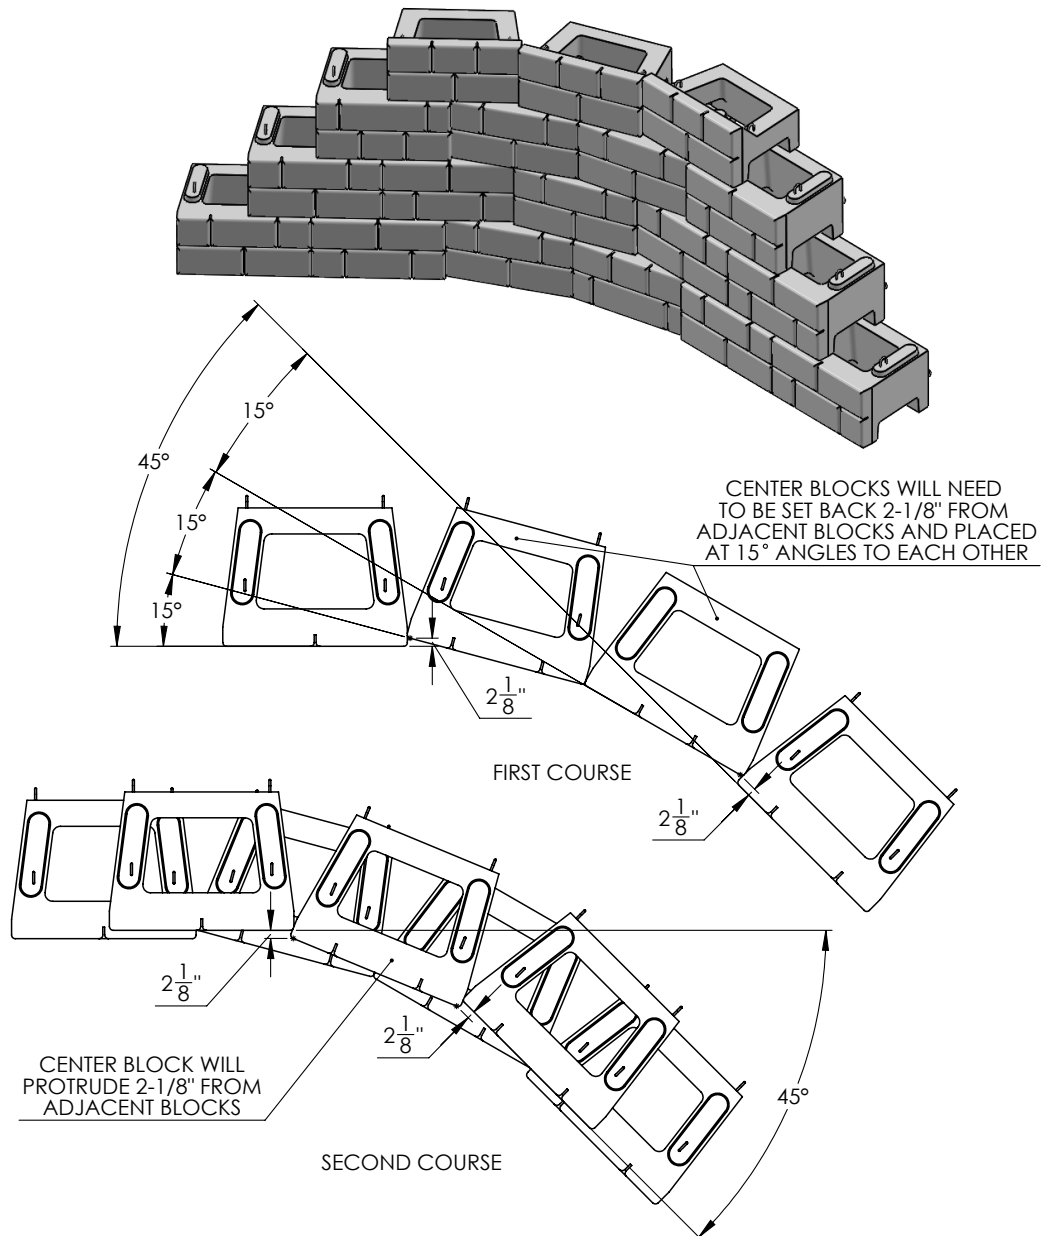 15°
45°
15°
15°
CENTER BLOCKS WILL NEED
TO BE SET BACK 2-1/8" FROM
ADJACENT BLOCKS AND PLACED
AT 15° ANGLES TO EACH OTHER
2 1/8"
FIRST COURSE
2 1/8"
2 1/8"
2 1/8"
CENTER BLOCK WILL
PROTRUDE 2-1/8" FROM
ADJACENT BLOCKS
45°
SECOND COURSE